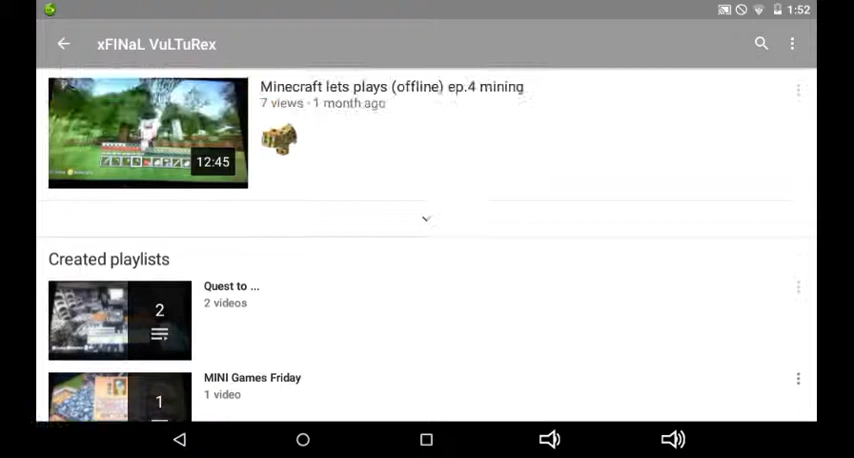 1:52
xFINaL VuLTuRex
Minecraft lets plays (offline) ep.4 mining
7 views · 1 month ago
12:45
Created playlists
Quest to ...
2 videos
2
MINI Games Friday
1 video
1